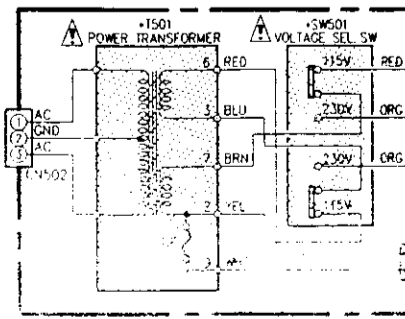 *T501
POWER TRANSFORMER
*SW501
VOLTAGE SEL. SW
6 RED
115V
RED
1
AC
2
GND
3
AC
CN502
BLU
230V
ORG
7 BRN
230V
ORG
2 YEL
115V
3